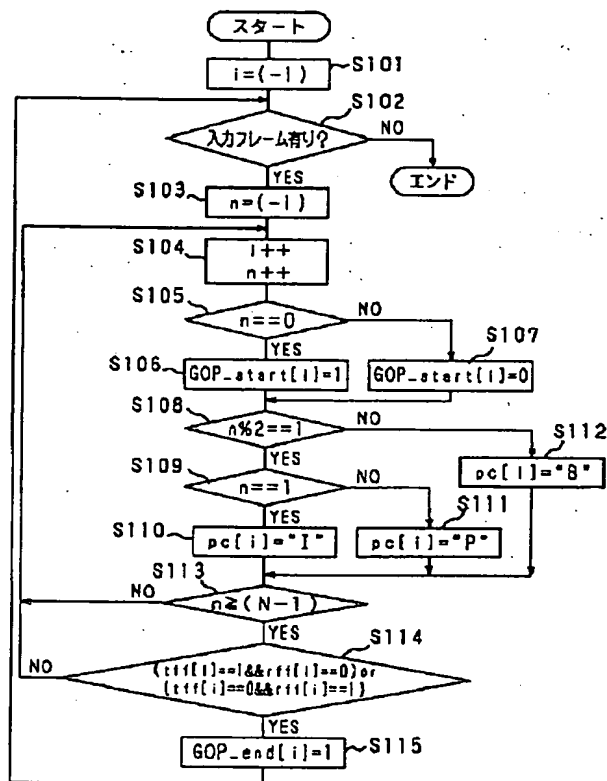 スタート
i=(-1)
S101
S102
入力フレーム有り?
NO
YES
エンド
S103
n=(-1)
S104
i++
n++
S105
n==0
NO
YES
S106
GOP_start[i]=1
S107
GOP_start[i]=0
S108
n%2==1
NO
YES
S112
pc[i]="B"
S109
n==1
NO
YES
S110
pc[i]="I"
S111
pc[i]="P"
S113
NO
n≧(N-1)
YES
S114
NO
(tff[i]==1&&rff[i]==0)or
(tff[i]==0&&rff[i]==1)
YES
GOP_end[i]=1
S115